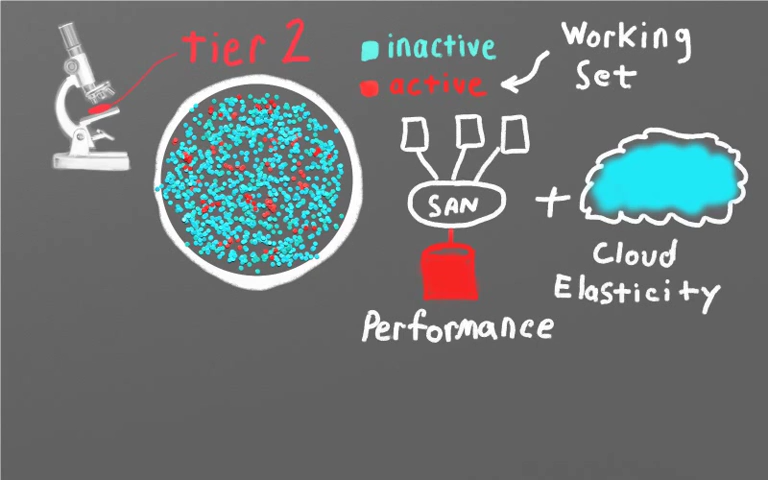 tier 2
inactive
active
Working
Set
SAN
+
Cloud
Elasticity
Performance